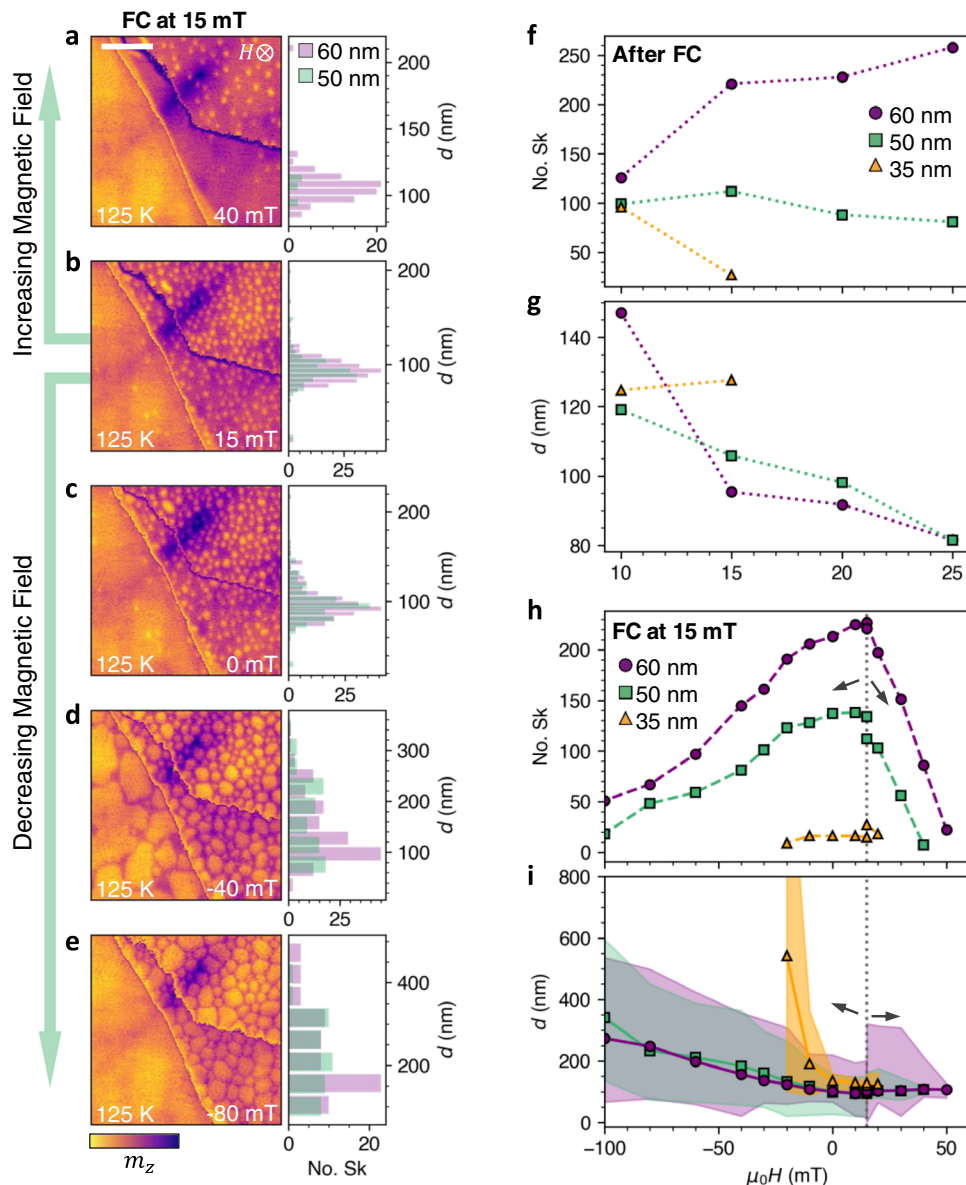 FC at 15 mT
Increasing Magnetic Field
Decreasing Magnetic Field
a
H⊗
125 K
40 mT
60 nm
50 nm
200
150
100
d (nm)
0
10
20
b
125 K
15 mT
200
100
d (nm)
0
25
c
125 K
0 mT
200
100
d (nm)
0
25
d
125 K
-40 mT
300
200
100
d (nm)
0
25
e
125 K
-80 mT
400
200
d (nm)
0
10
20
No. Sk
m_z
f
After FC
250
200
150
100
50
No. Sk
60 nm
50 nm
35 nm
g
140
120
100
80
d (nm)
10
15
20
25
h
FC at 15 mT
60 nm
50 nm
35 nm
200
150
100
50
0
No. Sk
i
800
600
400
200
0
d (nm)
−100
−50
0
50
μ₀H (mT)